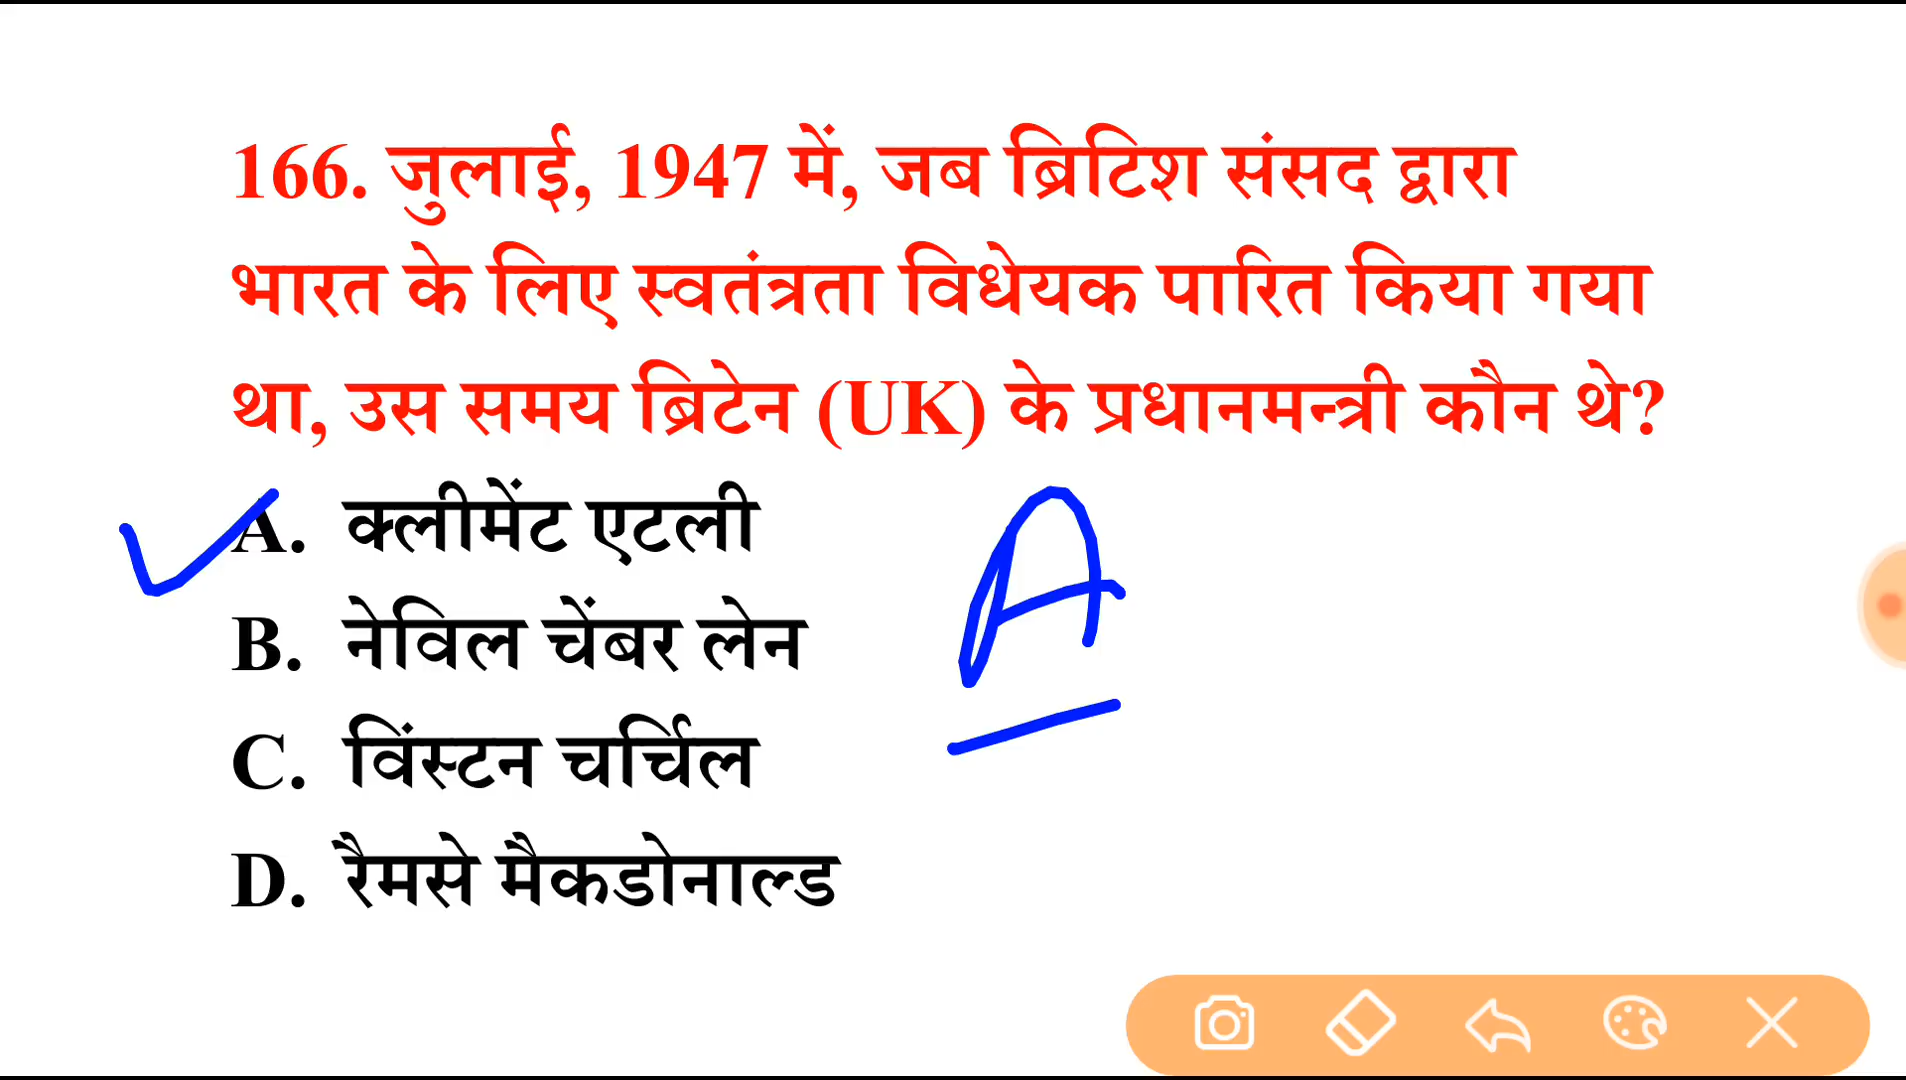 166. जुलाई, 1947 में, जब ब्रिटिश संसद द्वारा
भारत के लिए स्वतंत्रता विधेयक पारित किया गया
था, उस समय ब्रिटेन (UK) के प्रधानमन्त्री कौन थे?
A. क्लीमेंट एटली
B. नेविल चेंबर लेन
C. विंस्टन चर्चिल
D. रैमसे मैकडोनाल्ड
A